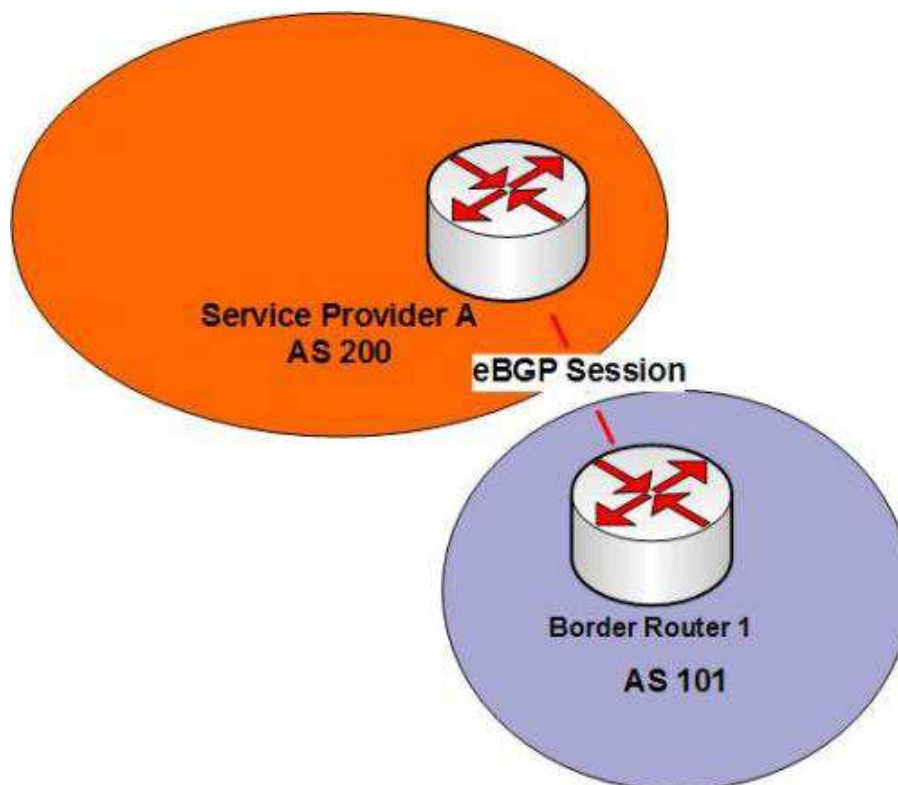 Service Provider A
AS 200
eBGP Session
Border Router 1
AS 101